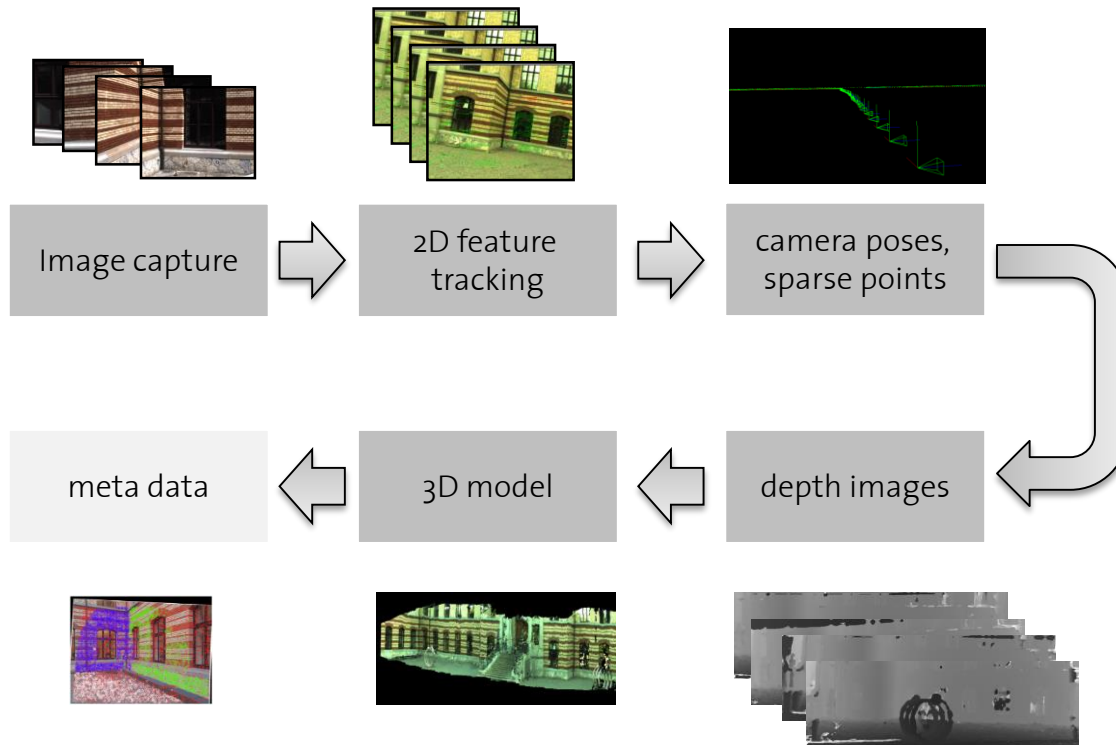 Image capture
2D feature
tracking
camera poses,
sparse points
meta data
3D model
depth images